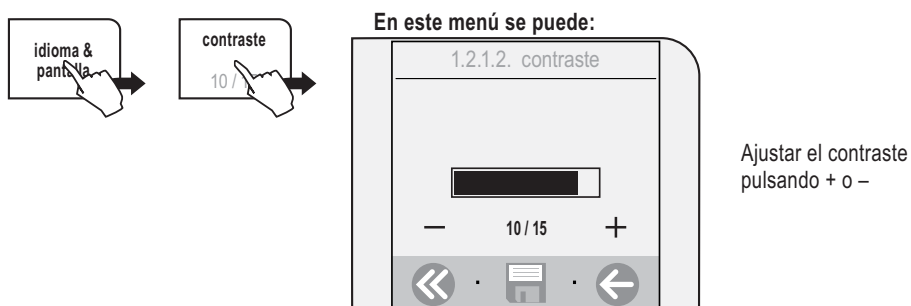 En este menú se puede:
idioma &
pantalla
contraste
10 /
1.2.1.2. contraste
Ajustar el contraste
pulsando + o –
– 10 / 15 +